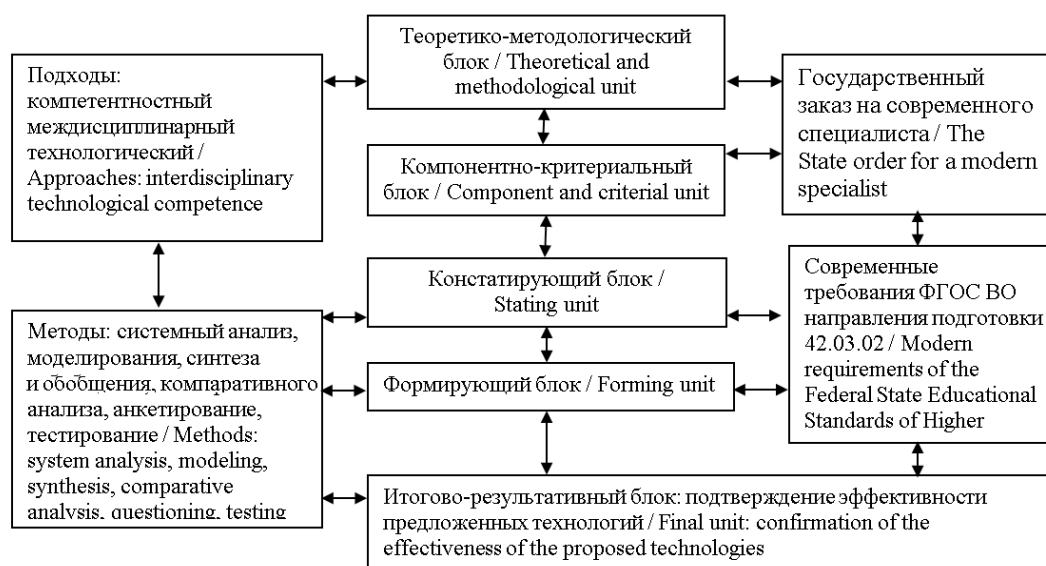 Теоретико-методологический
блок / Theoretical and
methodological unit
Подходы:
компетентностный
междисциплинарный
технологический /
Approaches: interdisciplinary
technological competence
Государственный
заказ на современного
специалиста / The
State order for a modern
specialist
Компонентно-критериальный
блок / Component and criterial unit
Констатирующий блок /
Stating unit
Современные
требования ФГОС ВО
направления подготовки
42.03.02 / Modern
requirements of the
Federal State Educational
Standards of Higher
Методы: системный анализ,
моделирования, синтеза
и обобщения, компаративного
анализа, анкетирование,
тестирование / Methods:
system analysis, modeling,
synthesis, comparative
analysis, questioning, testing
Формирующий блок / Forming unit
Итогово-результативный блок: подтверждение эффективности
предложенных технологий / Final unit: confirmation of the
effectiveness of the proposed technologies